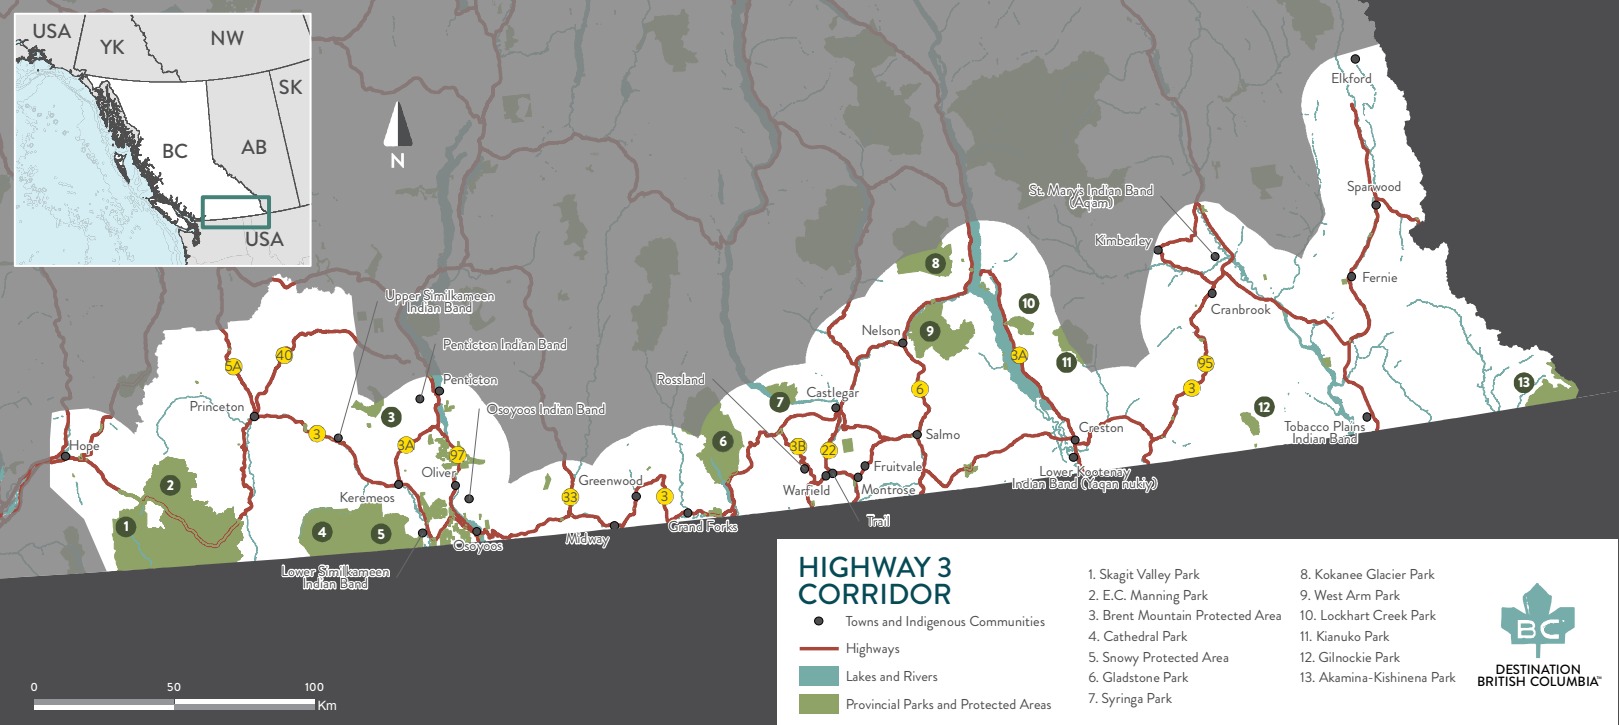 USA
YK
NW
SK
BC
AB
USA
N
Elkford
Sparwood
St. Mary's Indian Band
(Aqam)
Kimberley
Fernie
Cranbrook
8
10
9
Nelson
3A
11
95
3
13
12
Tobacco Plains
Indian Band
Upper Similkameen
Indian Band
Penticton Indian Band
Penticton
5A
40
Princeton
3
3
3A
Osoyoos Indian Band
97
Oliver
Keremeos
Hope
2
1
4
5
Osoyoos
Lower Similkameen
Indian Band
Rossland
Castlegar
7
6
6
Salmo
3B
22
Fruitvale
Warfield
Montrose
Trail
Greenwood
33
3
Grand Forks
Midway
Creston
Lower Kootenay
Indian Band (Yaqan nukiy)
0
50
100
Km
HIGHWAY 3
CORRIDOR
Towns and Indigenous Communities
Highways
Lakes and Rivers
Provincial Parks and Protected Areas
1. Skagit Valley Park
2. E.C. Manning Park
3. Brent Mountain Protected Area
4. Cathedral Park
5. Snowy Protected Area
6. Gladstone Park
7. Syringa Park
8. Kokanee Glacier Park
9. West Arm Park
10. Lockhart Creek Park
11. Kianuko Park
12. Gilnockie Park
13. Akamina-Kishinena Park
BC
DESTINATION
BRITISH COLUMBIA™